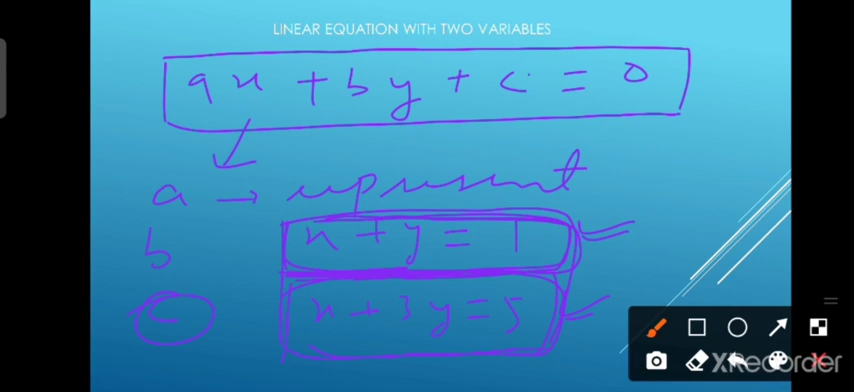 LINEAR EQUATION WITH TWO VARIABLES
ax + by + c = 0
a → represent
b
x + y = 1
c
x + 3y = 5
XRecorder